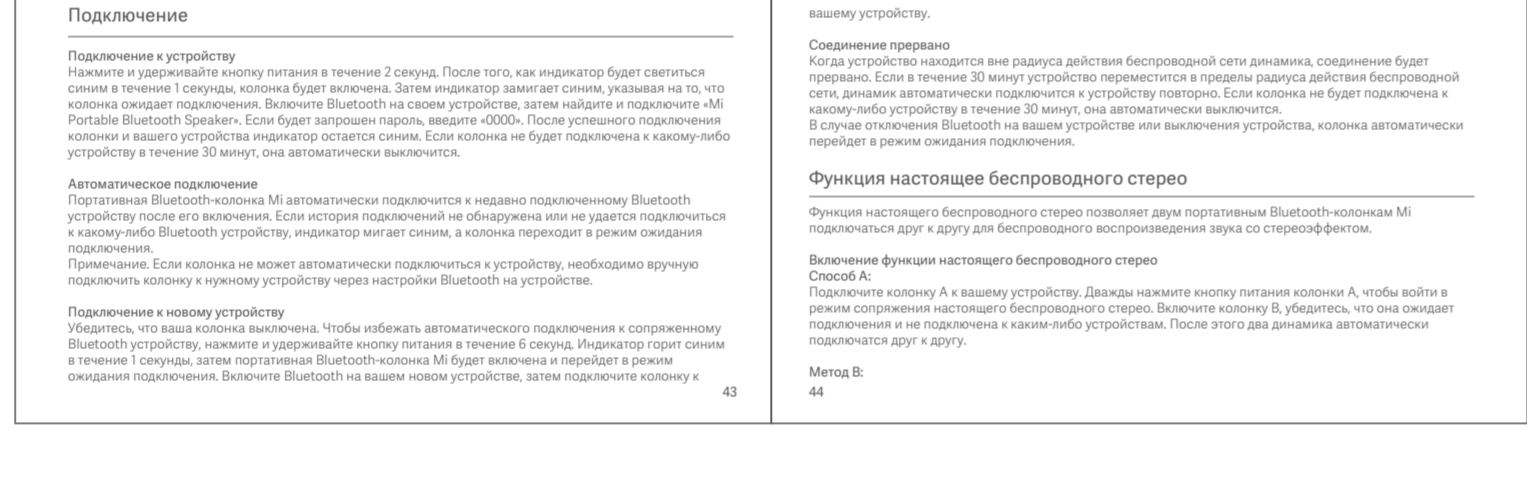 Подключение
Подключение к устройству
Нажмите и удерживайте кнопку питания в течение 2 секунд. После того, как индикатор будет светиться
синим в течение 1 секунды, колонка будет включена. Затем индикатор замигает синим, указывая на то, что
колонка ожидает подключения. Включите Bluetooth на своем устройстве, затем найдите и подключите «Mi
Portable Bluetooth Speaker». Если будет запрошен пароль, введите «0000». После успешного подключения
колонки и вашего устройства индикатор остается синим. Если колонка не будет подключена к какому-либо
устройству в течение 30 минут, она автоматически выключится.
Автоматическое подключение
Портативная Bluetooth-колонка Mi автоматически подключится к недавно подключенному Bluetooth
устройству после его включения. Если история подключений не обнаружена или не удается подключиться
к какому-либо Bluetooth устройству, индикатор мигает синим, а колонка переходит в режим ожидания
подключения.
Примечание. Если колонка не может автоматически подключиться к устройству, необходимо вручную
подключить колонку к нужному устройству через настройки Bluetooth на устройстве.
Подключение к новому устройству
Убедитесь, что ваша колонка выключена. Чтобы избежать автоматического подключения к сопряженному
Bluetooth устройству, нажмите и удерживайте кнопку питания в течение 6 секунд. Индикатор горит синим
в течение 1 секунды, затем портативная Bluetooth-колонка Mi будет включена и перейдет в режим
ожидания подключения. Включите Bluetooth на вашем новом устройстве, затем подключите колонку к
43
вашему устройству.
Соединение прервано
Когда устройство находится вне радиуса действия беспроводной сети динамика, соединение будет
прервано. Если в течение 30 минут устройство переместится в пределы радиуса действия беспроводной
сети, динамик автоматически подключится к устройству повторно. Если колонка не будет подключена к
какому-либо устройству в течение 30 минут, она автоматически выключится.
В случае отключения Bluetooth на вашем устройстве или выключения устройства, колонка автоматически
перейдет в режим ожидания подключения.
Функция настоящее беспроводного стерео
Функция настоящего беспроводного стерео позволяет двум портативным Bluetooth-колонкам Mi
подключаться друг к другу для беспроводного воспроизведения звука со стереоэффектом.
Включение функции настоящего беспроводного стерео
Способ A:
Подключите колонку A к вашему устройству. Дважды нажмите кнопку питания колонки A, чтобы войти в
режим сопряжения настоящего беспроводного стерео. Включите колонку B, убедитесь, что она ожидает
подключения и не подключена к каким-либо устройствам. После этого два динамика автоматически
подключатся друг к другу.
Метод B:
44